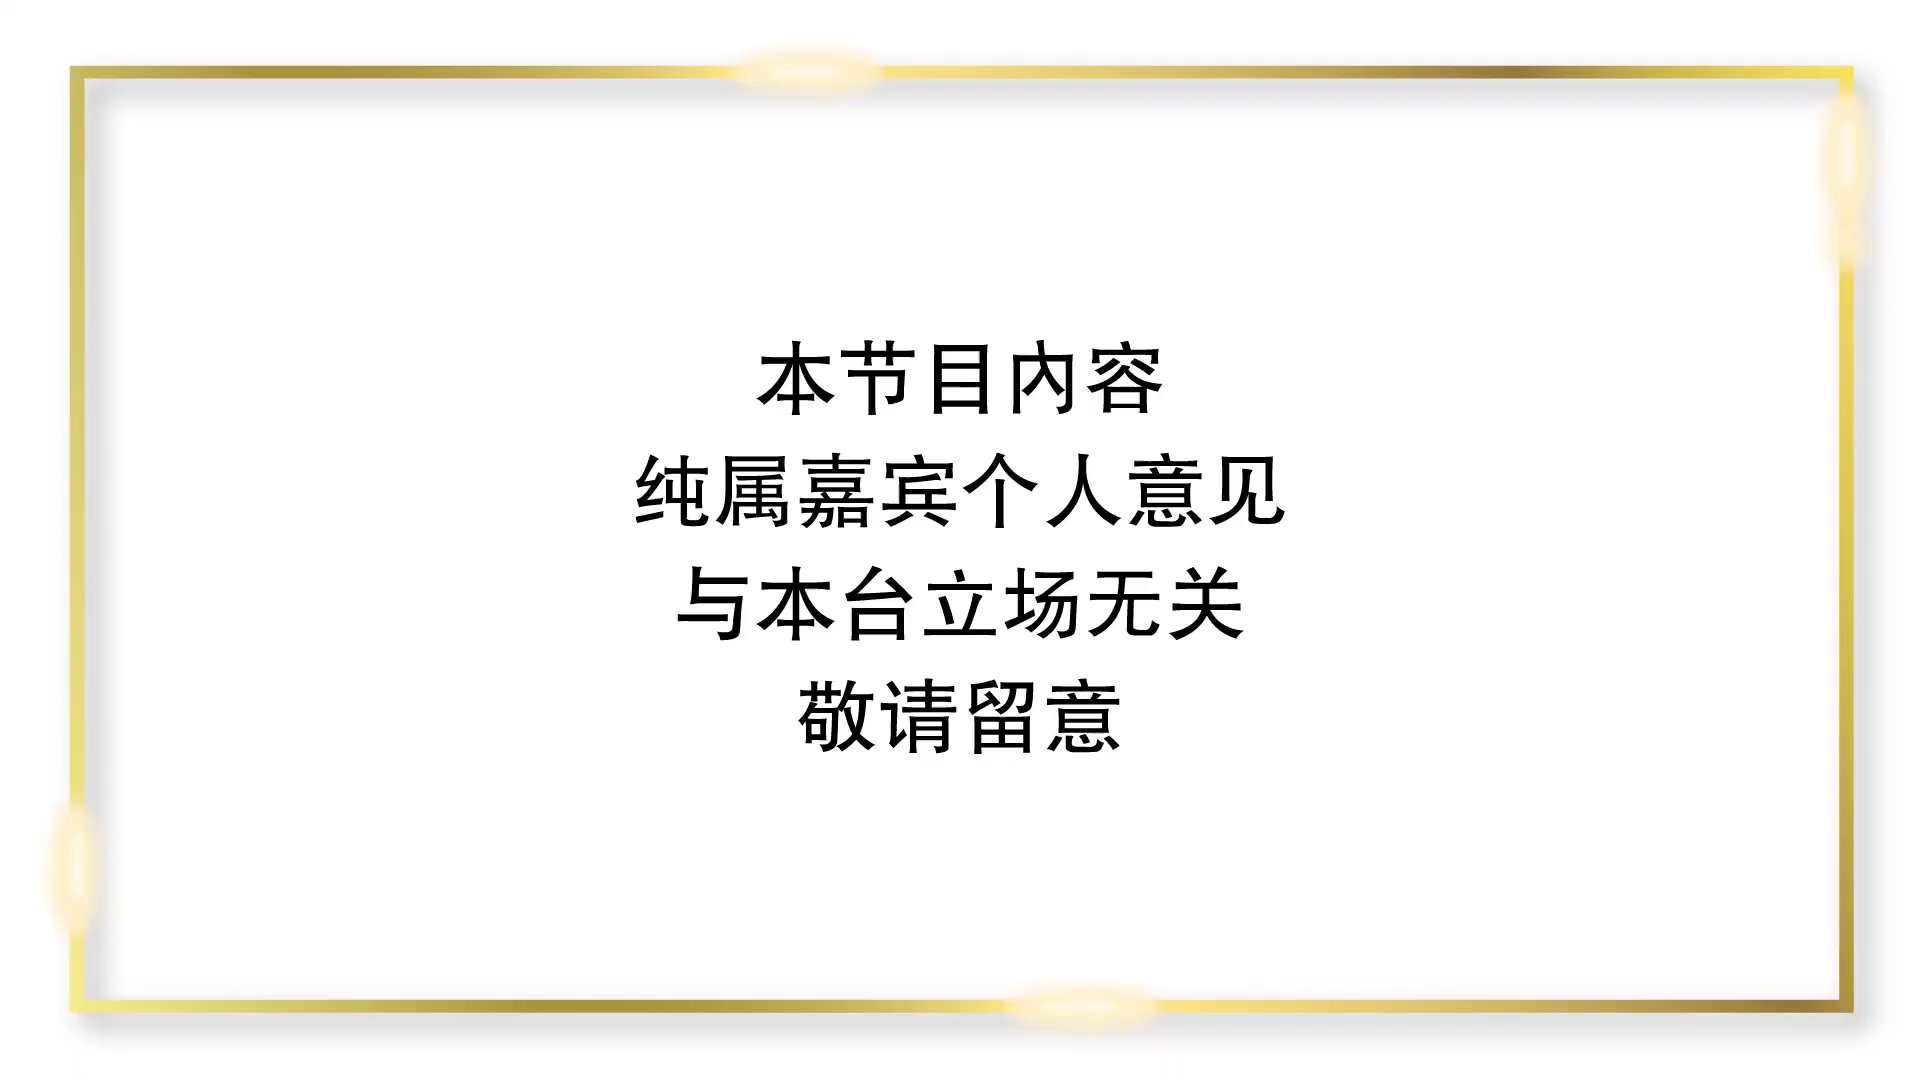 本节目內容
纯属嘉宾个人意见
与本台立场无关
敬请留意